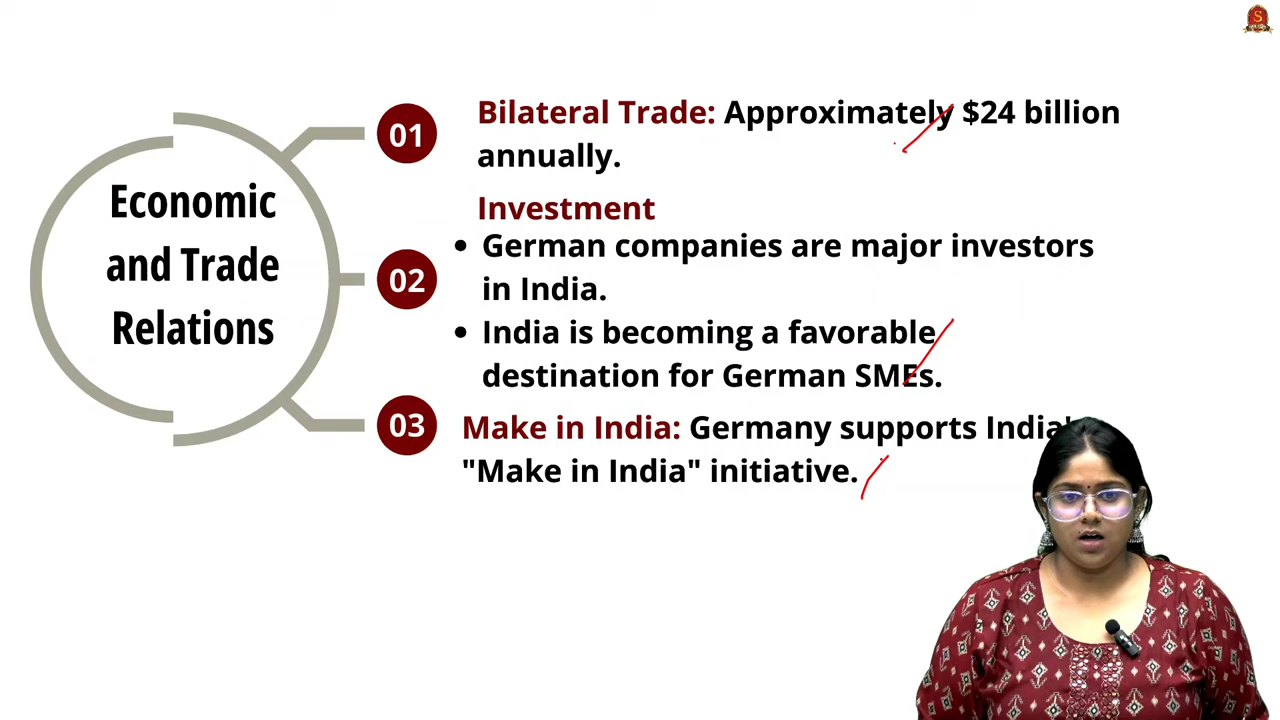 Economic
and Trade
Relations
01
Bilateral Trade: Approximately $24 billion
annually.
02
Investment
• German companies are major investors
in India.
• India is becoming a favorable
destination for German SMEs.
03
Make in India: Germany supports India'
"Make in India" initiative.
S